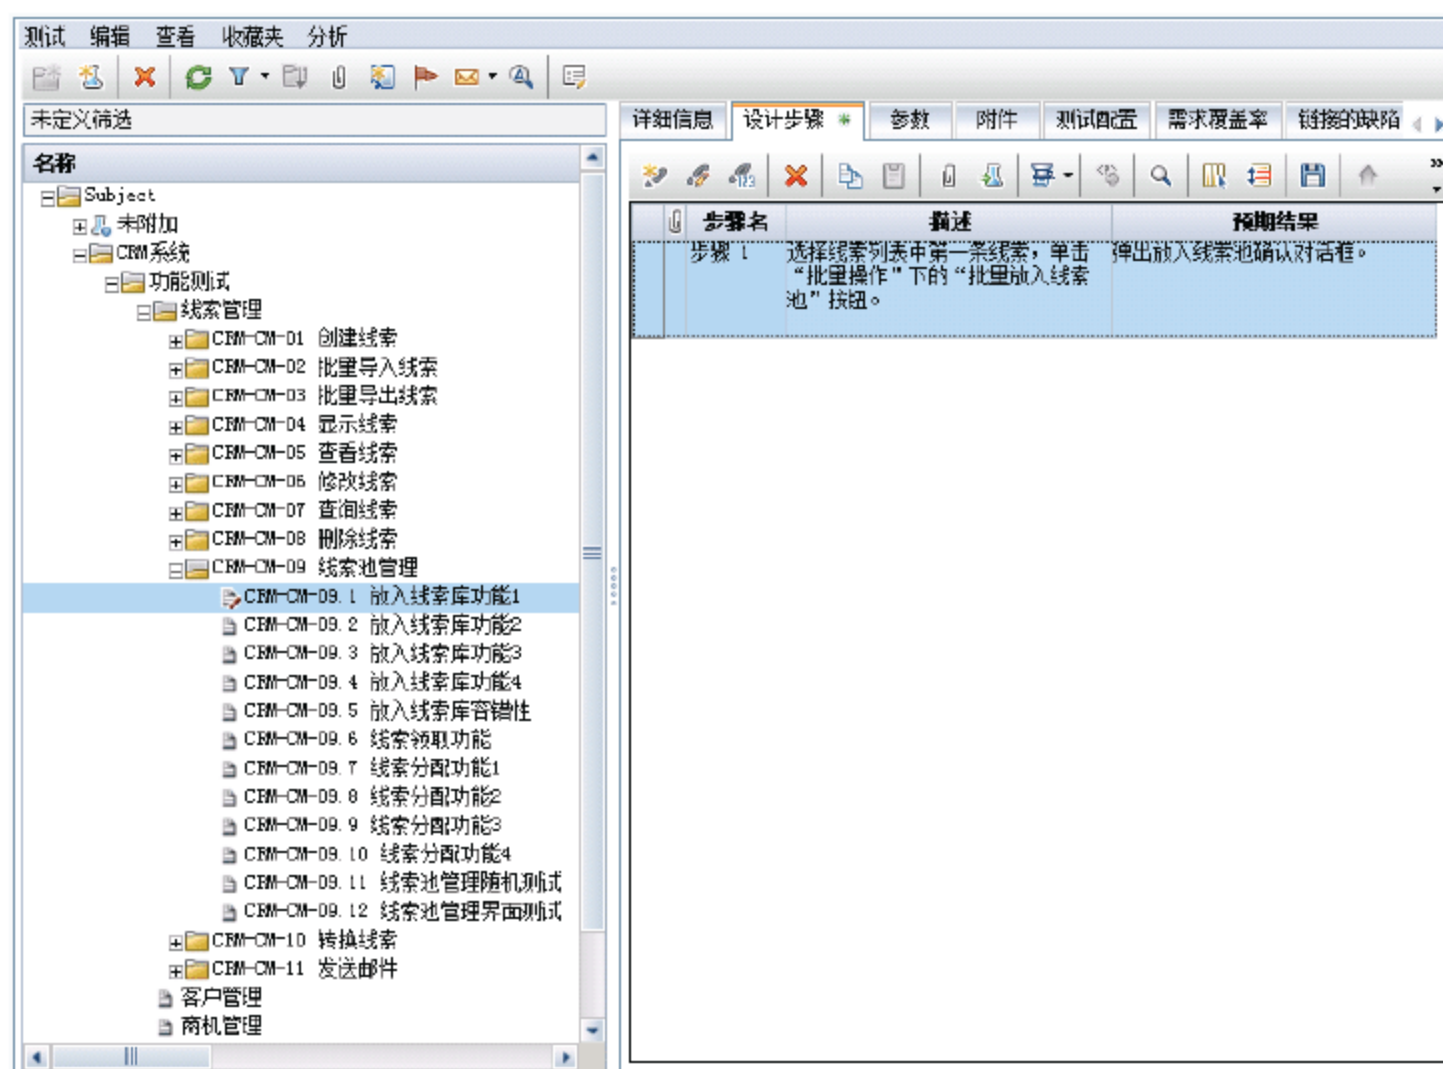 测试 编辑 查看 收藏夹 分析
未定义筛选
名称
Subject
未附加
CRM系统
功能测试
线索管理
CRM-CM-01 创建线索
CRM-CM-02 批量导入线索
CRM-CM-03 批量导出线索
CRM-CM-04 显示线索
CRM-CM-05 查看线索
CRM-CM-06 修改线索
CRM-CM-07 查询线索
CRM-CM-08 删除线索
CRM-CM-09 线索池管理
CRM-CM-09.1 放入线索库功能1
CRM-CM-09.2 放入线索库功能2
CRM-CM-09.3 放入线索库功能3
CRM-CM-09.4 放入线索库功能4
CRM-CM-09.5 放入线索库容错性
CRM-CM-09.6 线索领取功能
CRM-CM-09.7 线索分配功能1
CRM-CM-09.8 线索分配功能2
CRM-CM-09.9 线索分配功能3
CRM-CM-09.10 线索分配功能4
CRM-CM-09.11 线索池管理随机测试
CRM-CM-09.12 线索池管理界面测试
CRM-CM-10 转换线索
CRM-CM-11 发送邮件
客户管理
商机管理
详细信息 设计步骤 * 参数 附件 测试配置 需求覆盖率 链接的缺陷
步骤名 描述 预期结果
步骤 1 选择线索列表中第一条线索，单击 弹出放入线索池确认对话框。
“批量操作”下的“批量放入线索
池”按钮。